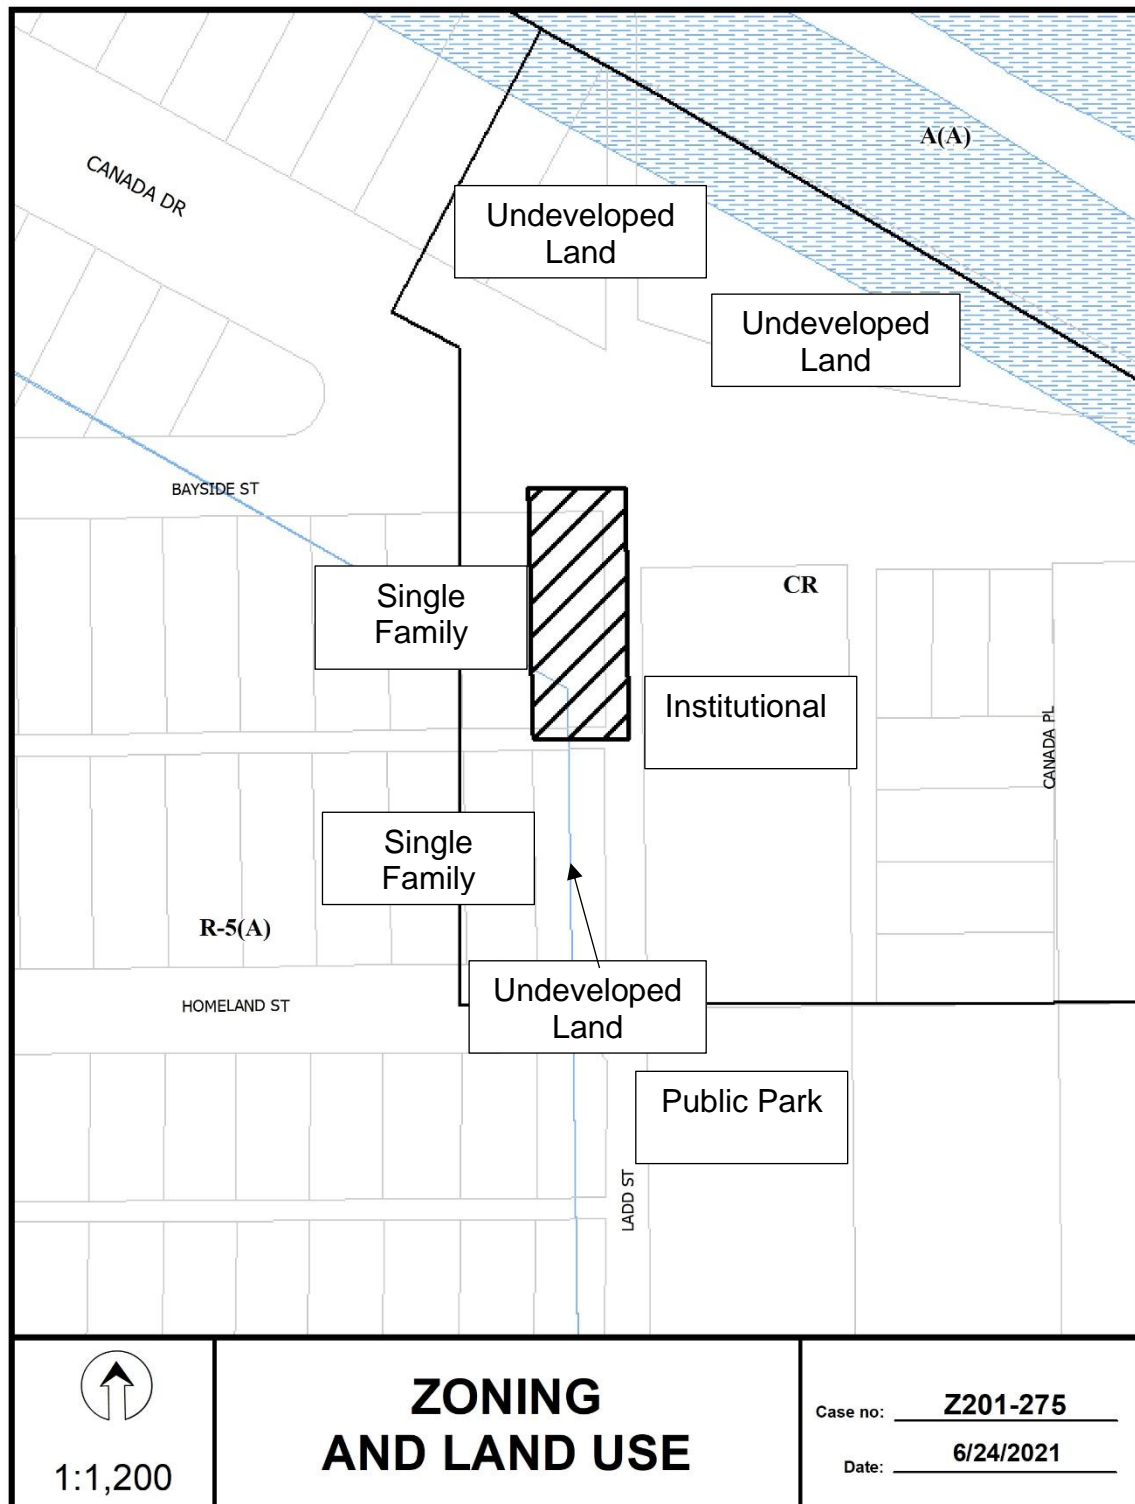 A(A)
CANADA DR
Undeveloped
Land
Undeveloped
Land
BAYSIDE ST
Single
Family
CR
Institutional
CANADA PL
Single
Family
R-5(A)
HOMELAND ST
Undeveloped
Land
Public Park
LADD ST
1:1,200
ZONING
AND LAND USE
Case no: Z201-275
Date: 6/24/2021